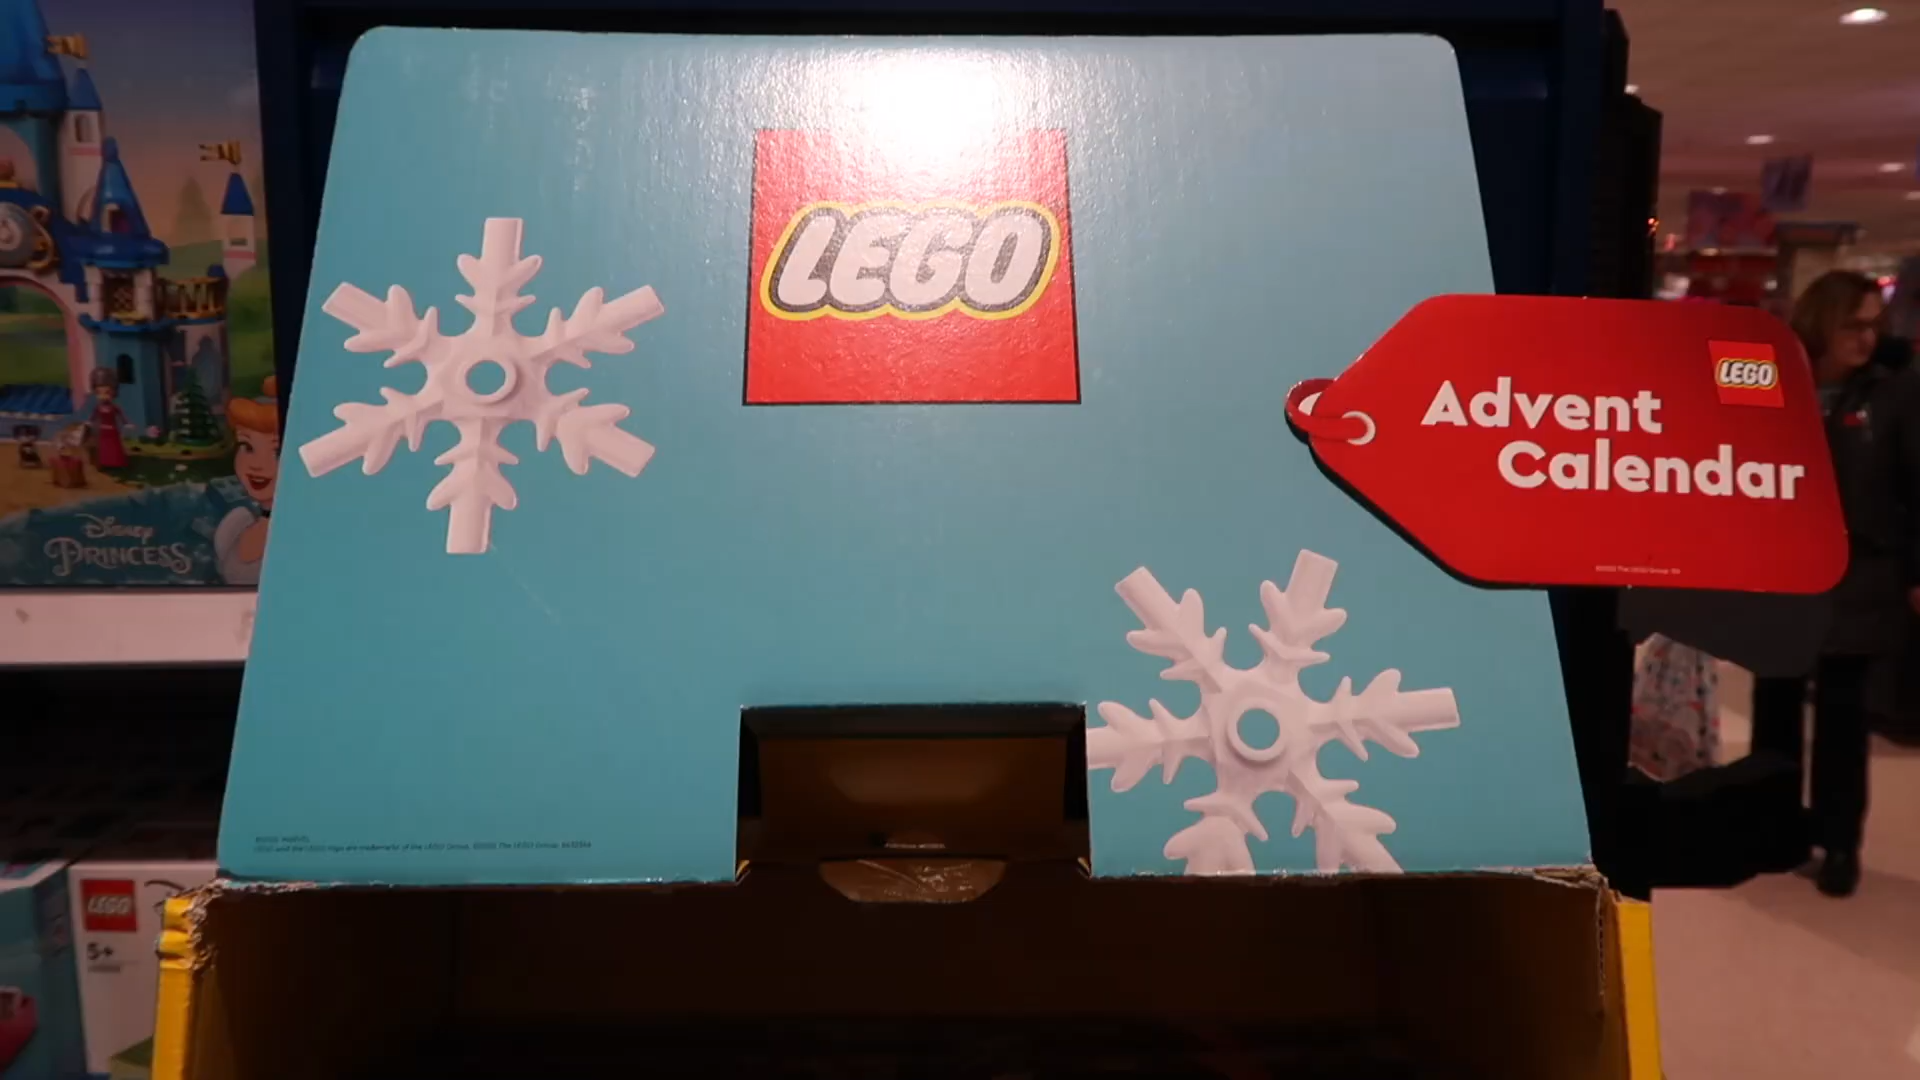 LEGO
LEGO
Advent
Calendar
Disney
PRINCESS
LEGO
5+